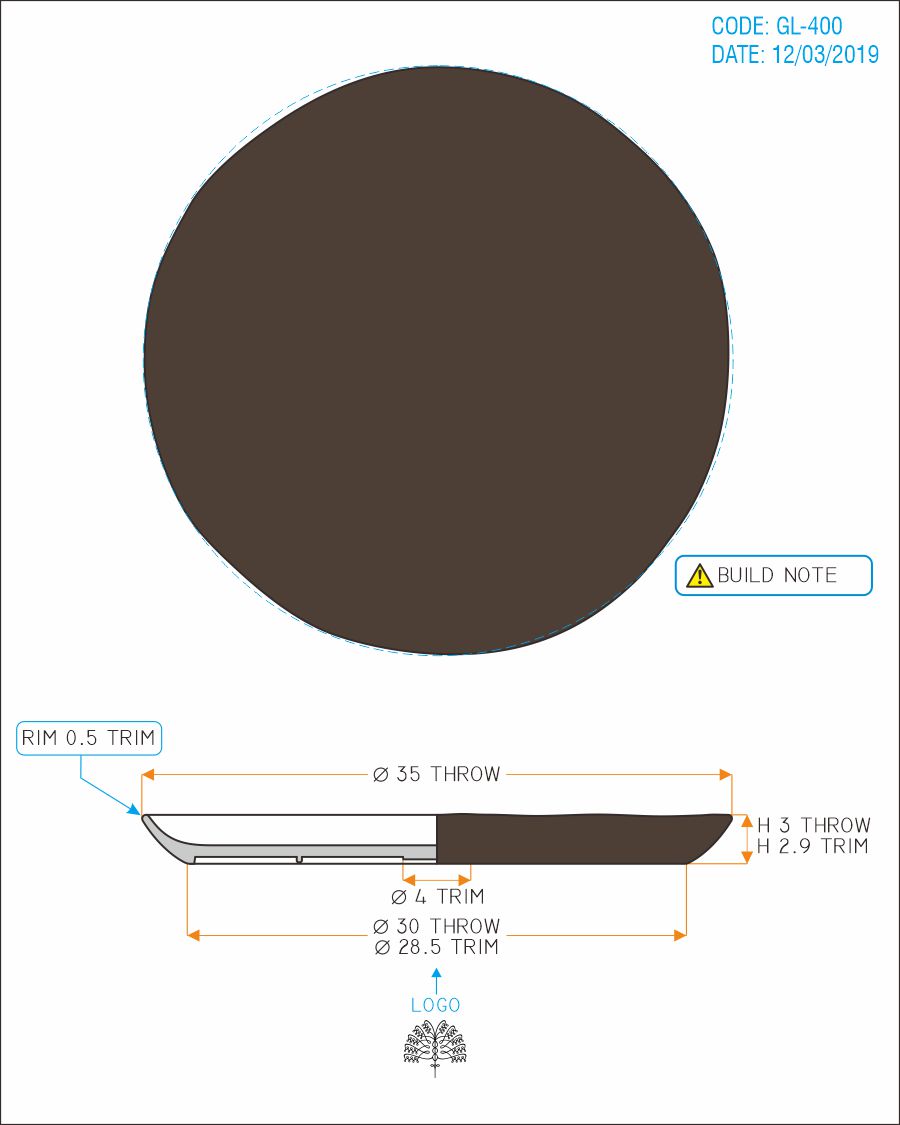 CODE: GL-400
DATE: 12/03/2019
BUILD NOTE
RIM 0.5 TRIM
Ø 35 THROW
H 3 THROW
H 2.9 TRIM
Ø 4 TRIM
Ø 30 THROW
Ø 28.5 TRIM
LOGO